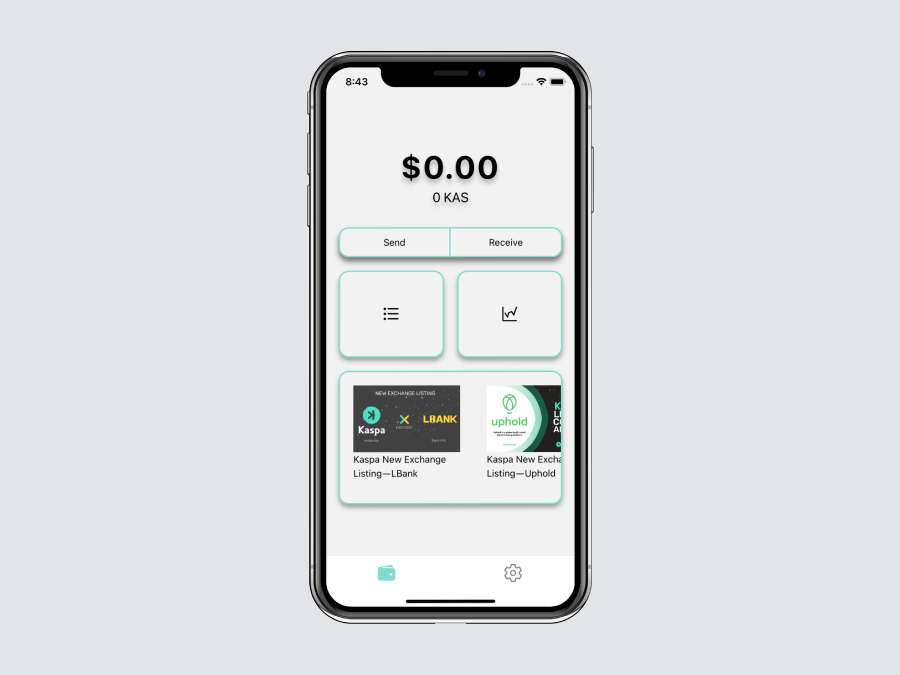 8:43
$0.00
0 KAS
Send
Receive
NEW EXCHANGE LISTING
Kaspa
LBANK
Kaspa New Exchange
Listing—LBank
uphold
Kaspa New Excha
Listing—Uphold